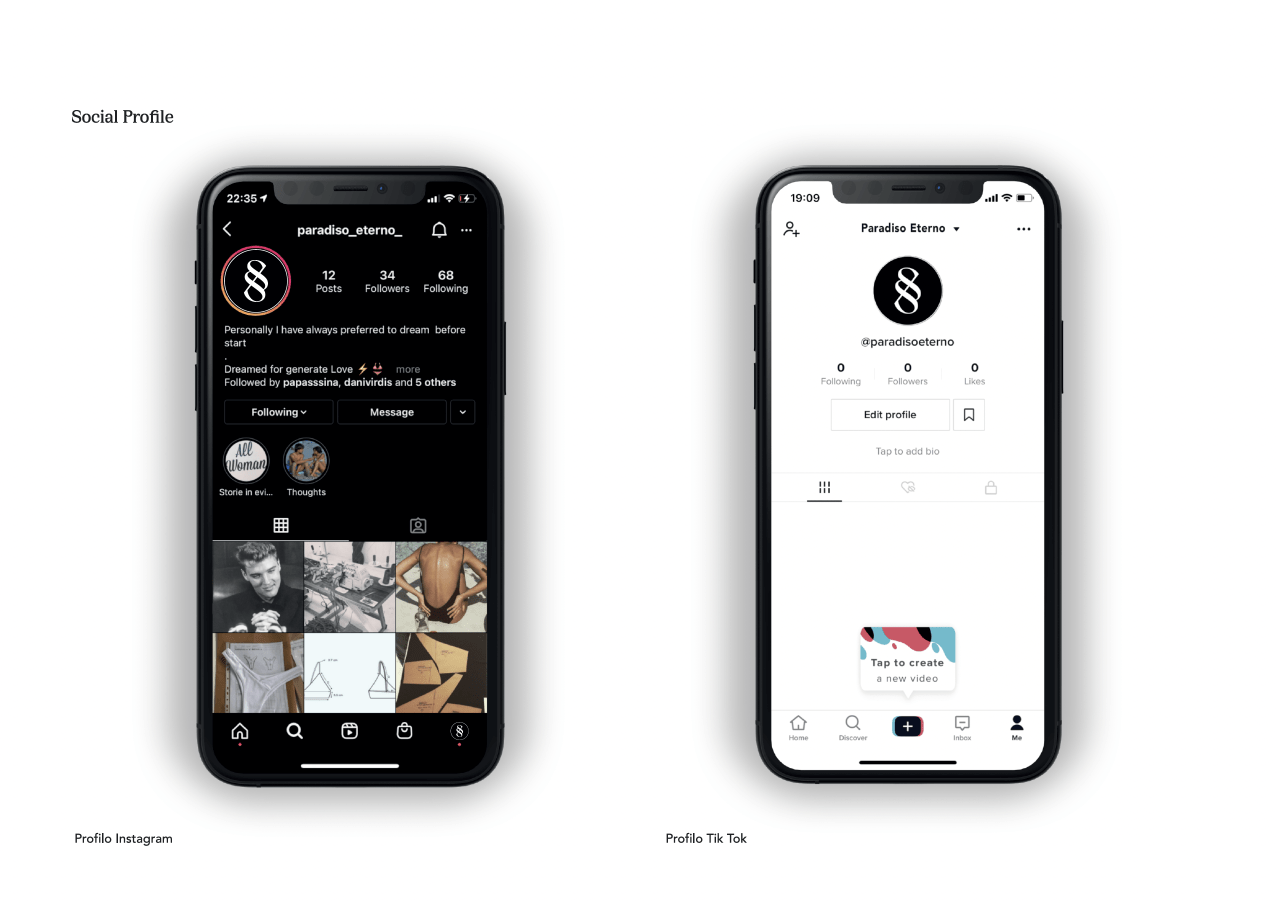 Social Profile
22:35
paradiso_eterno_
12
34
68
Posts
Followers
Following
Personally I have always preferred to dream before
start
.
Dreamed for generate Love ⚡ 👙 more
Followed by papasssina, danivirdis and 5 others
Following
Message
All
Woman
Storie in evi...
Thoughts
Profilo Instagram
19:09
Paradiso Eterno
@paradisoeterno
0
0
0
Following
Followers
Likes
Edit profile
Tap to add bio
Tap to create
a new video
Home
Discover
Inbox
Me
Profilo Tik Tok